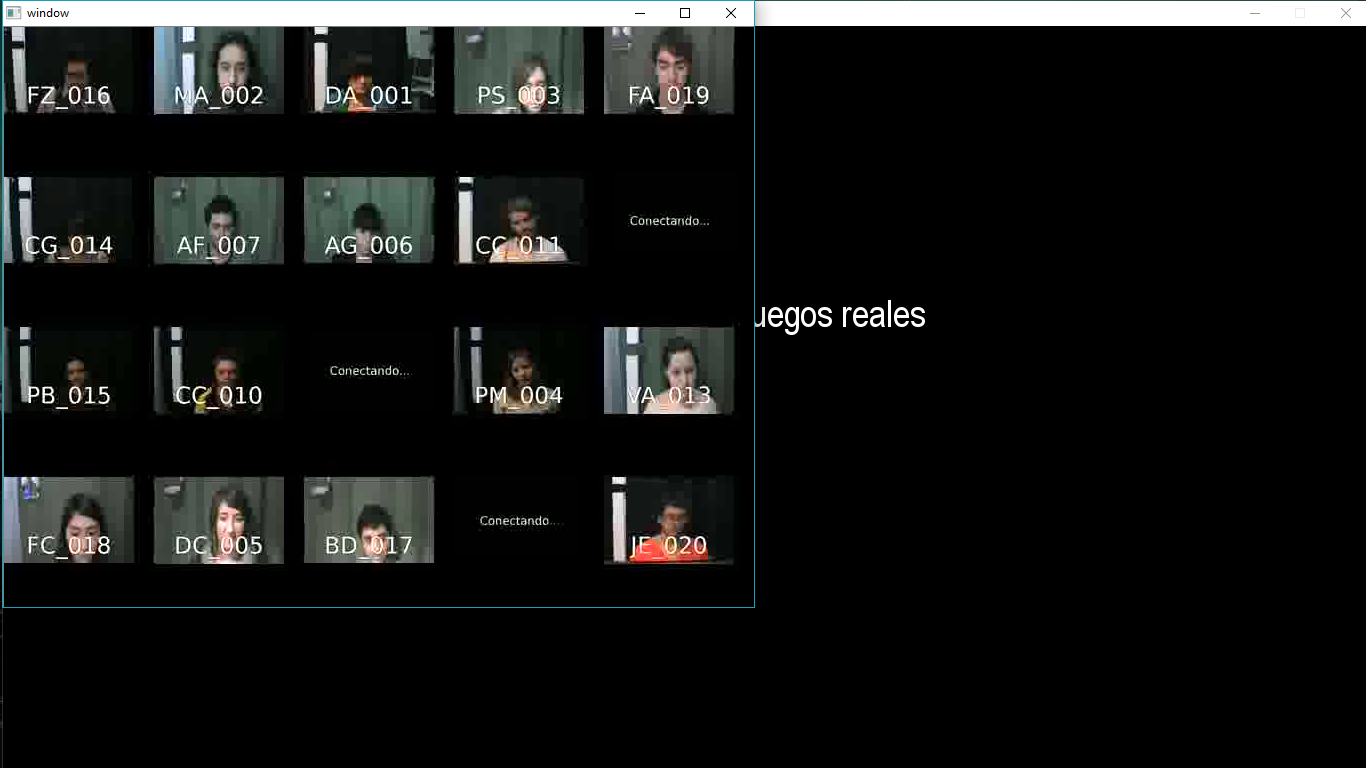 window
FZ_016 MA_002 DA_001 PS_003 FA_019
CG_014 AF_007 AG_006 CC_011 Conectando...
uegos reales
PB_015 CC_010 Conectando... PM_004 VA_013
FC_018 DC_005 BD_017 Conectando.... JE_020